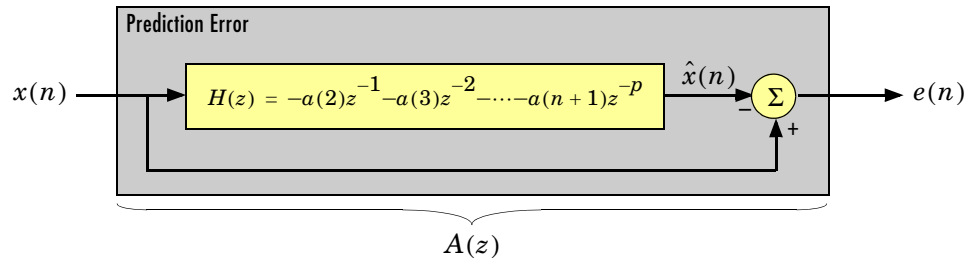 Prediction Error
x(n)
H(z) = −a(2)z^{−1}−a(3)z^{−2}−⋯−a(n+1)z^{−p}
x̂(n)
−
Σ
+
e(n)
A(z)